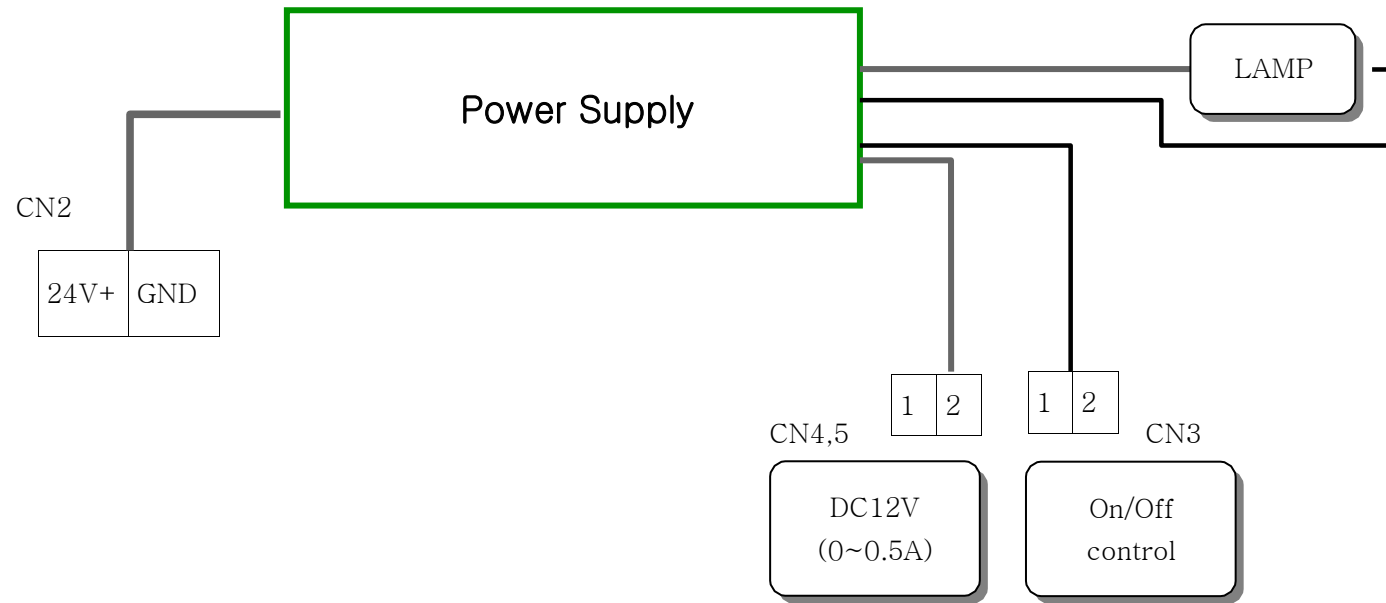 LAMP
Power Supply
CN2
24V+ GND
1 2
1 2
CN4,5
CN3
DC12V
(0~0.5A)
On/Off
control